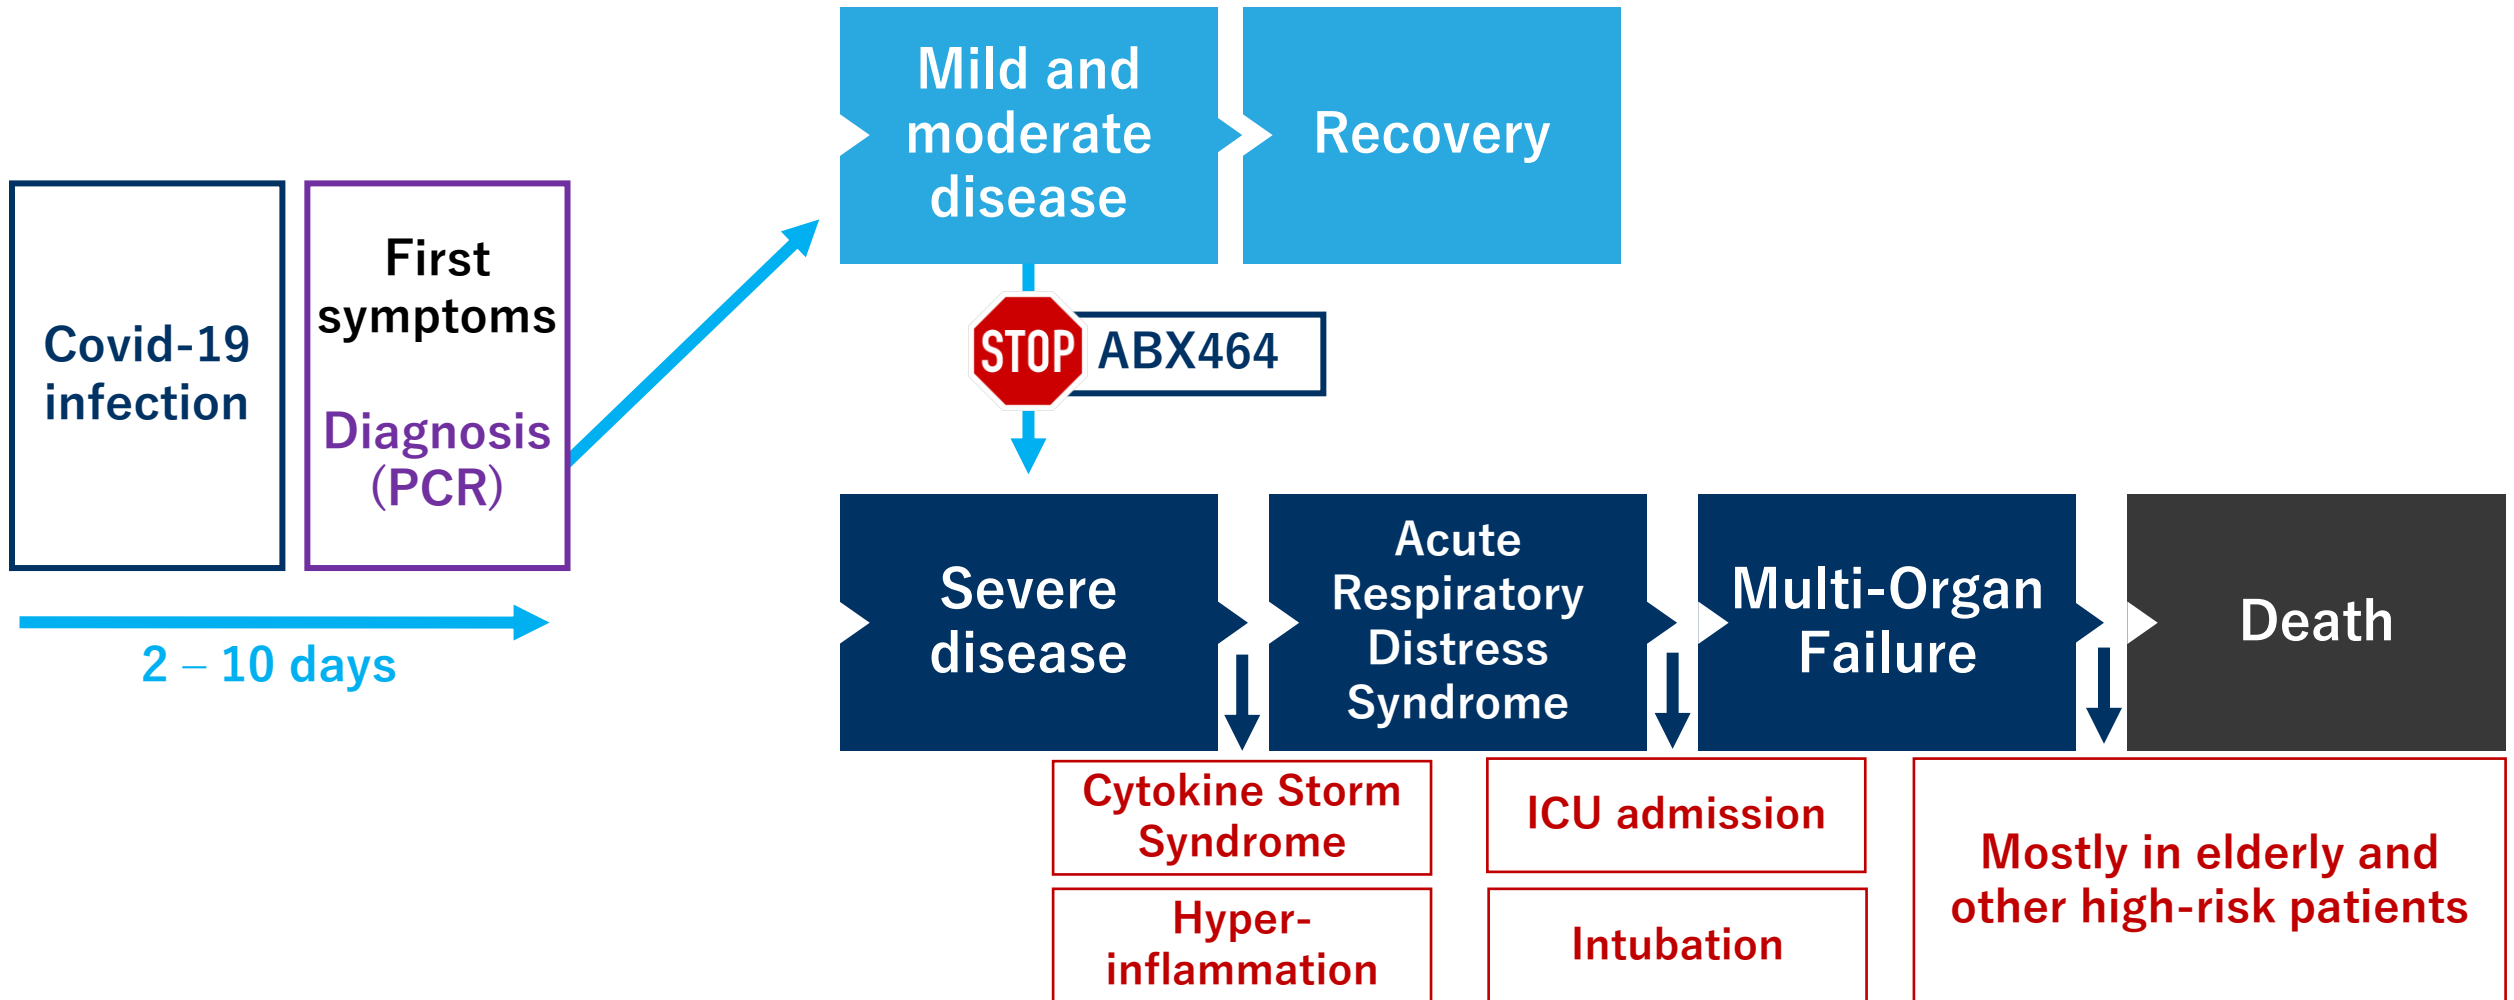 Covid-19
infection
First
symptoms
Diagnosis
(PCR)
2 – 10 days
Mild and
moderate
disease
Recovery
STOP
ABX464
Severe
disease
Acute
Respiratory
Distress
Syndrome
Multi-Organ
Failure
Death
Cytokine Storm
Syndrome
Hyper-
inflammation
ICU admission
Intubation
Mostly in elderly and
other high-risk patients